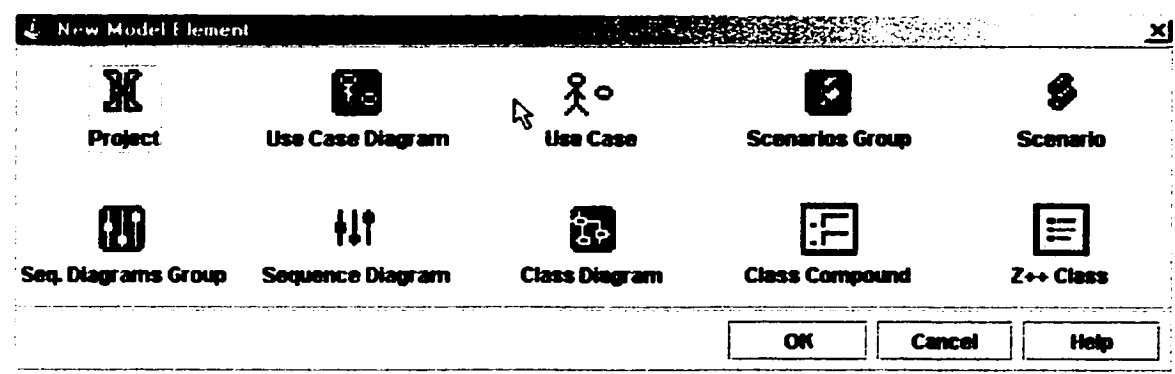 New Model Element
Project Use Case Diagram Use Case Scenarios Group Scenario
Seq. Diagrams Group Sequence Diagram Class Diagram Class Compound Z++ Class
OK Cancel Help